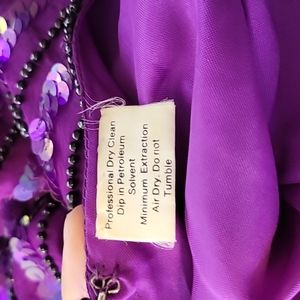 Professional Dry Clean
Dip in Petroleum
Solvent
Minimum Extraction
Air Dry. Do not
Tumble